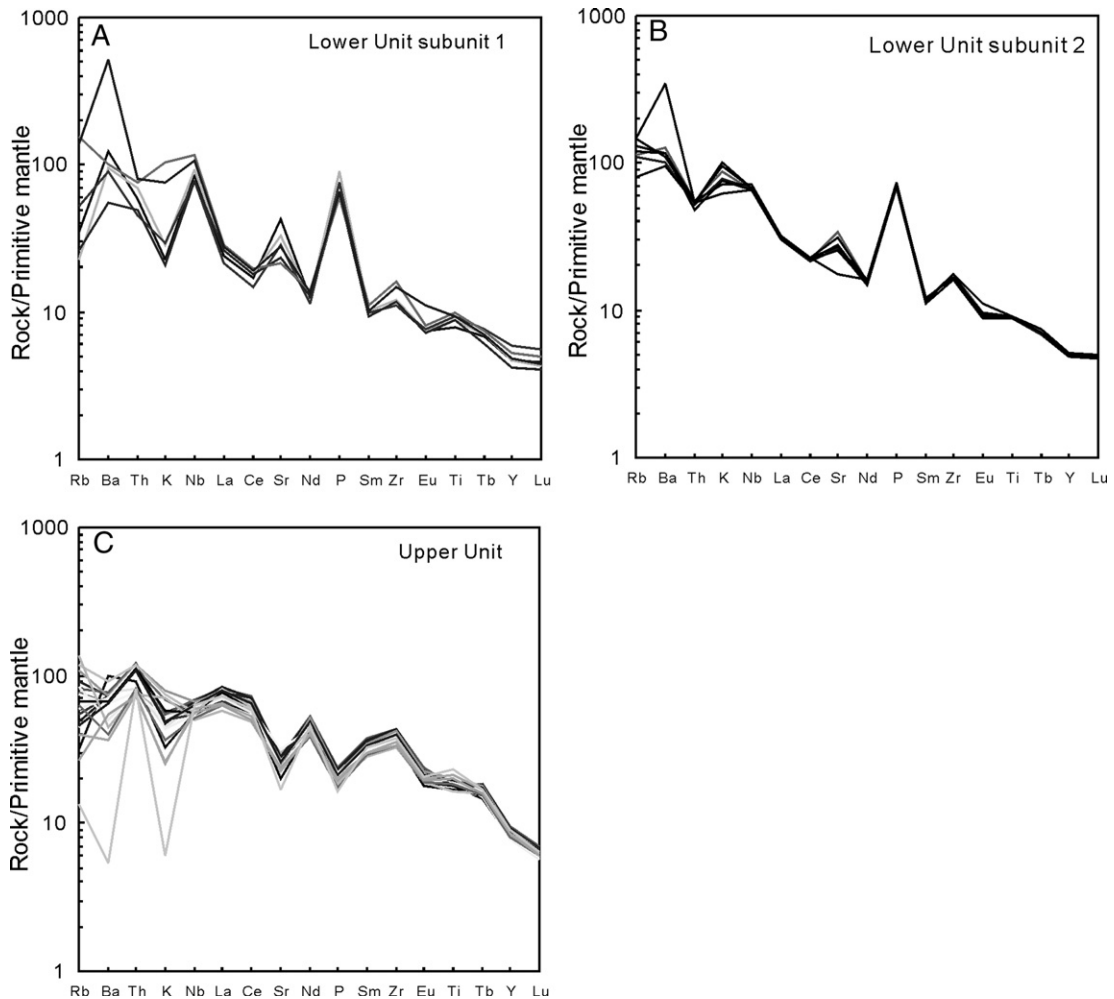 A
Lower Unit subunit 1
1000
100
10
1
Rock/Primitive mantle
Rb Ba Th K Nb La Ce Sr Nd P Sm Zr Eu Ti Tb Y Lu
B
Lower Unit subunit 2
1000
100
10
1
Rock/Primitive mantle
Rb Ba Th K Nb La Ce Sr Nd P Sm Zr Eu Ti Tb Y Lu
C
Upper Unit
1000
100
10
1
Rock/Primitive mantle
Rb Ba Th K Nb La Ce Sr Nd P Sm Zr Eu Ti Tb Y Lu